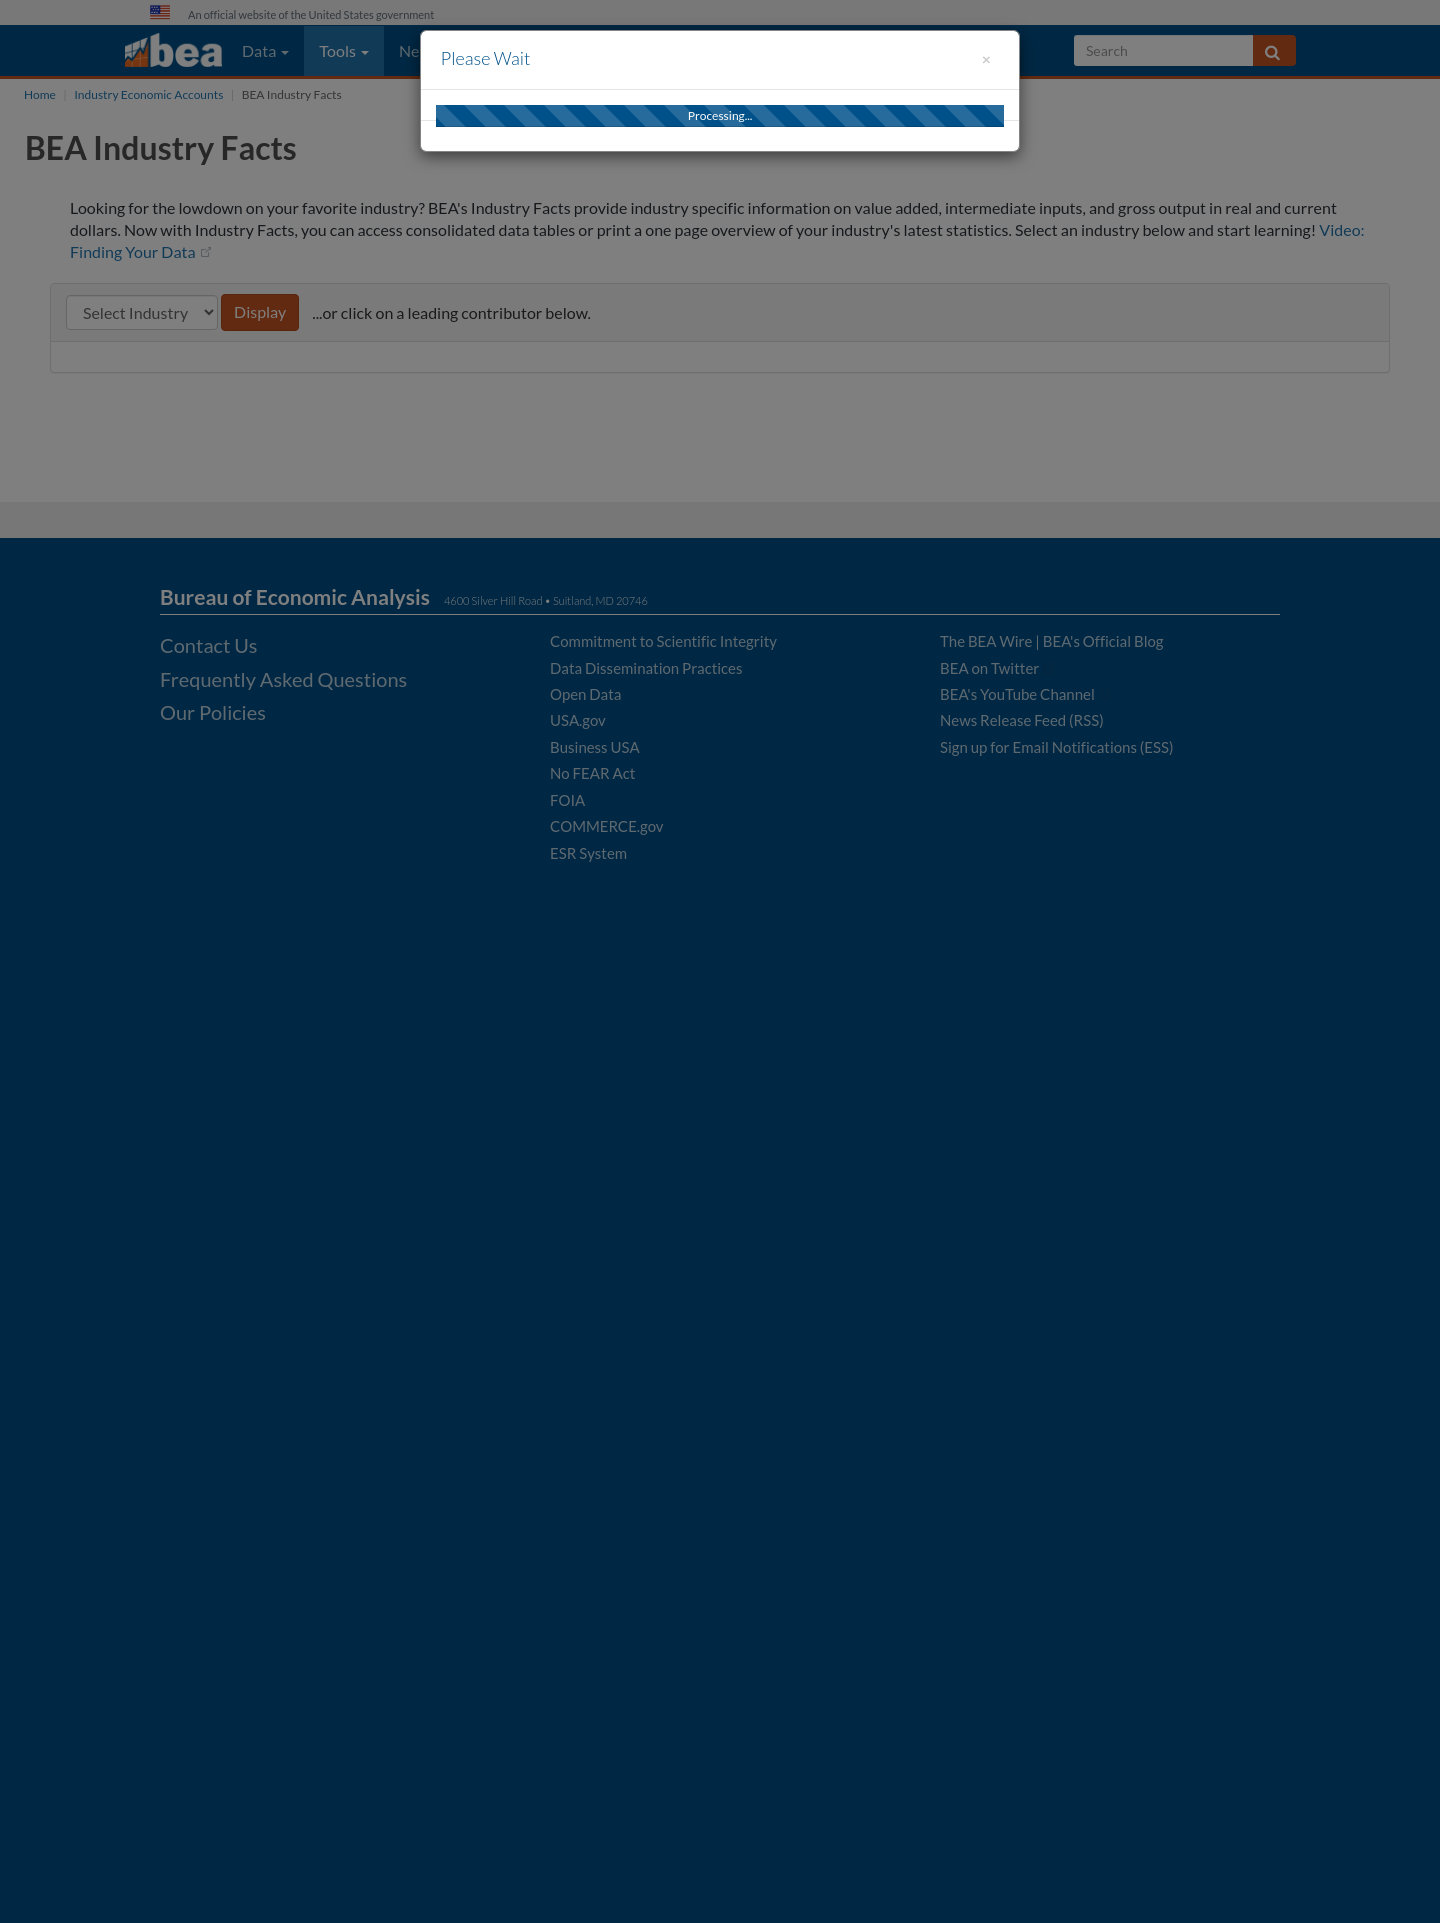 An official website of the United States government
bea Data Tools Ne Search
Please Wait ×
Home | Industry Economic Accounts | BEA Industry Facts
Processing...
BEA Industry Facts
Looking for the lowdown on your favorite industry? BEA's Industry Facts provide industry specific information on value added, intermediate inputs, and gross output in real and current
dollars. Now with Industry Facts, you can access consolidated data tables or print a one page overview of your industry's latest statistics. Select an industry below and start learning! Video:
Finding Your Data
Select Industry Display ...or click on a leading contributor below.
Bureau of Economic Analysis 4600 Silver Hill Road • Suitland, MD 20746
Contact Us
Frequently Asked Questions
Our Policies
Commitment to Scientific Integrity
Data Dissemination Practices
Open Data
USA.gov
Business USA
No FEAR Act
FOIA
COMMERCE.gov
ESR System
The BEA Wire | BEA's Official Blog
BEA on Twitter
BEA's YouTube Channel
News Release Feed (RSS)
Sign up for Email Notifications (ESS)